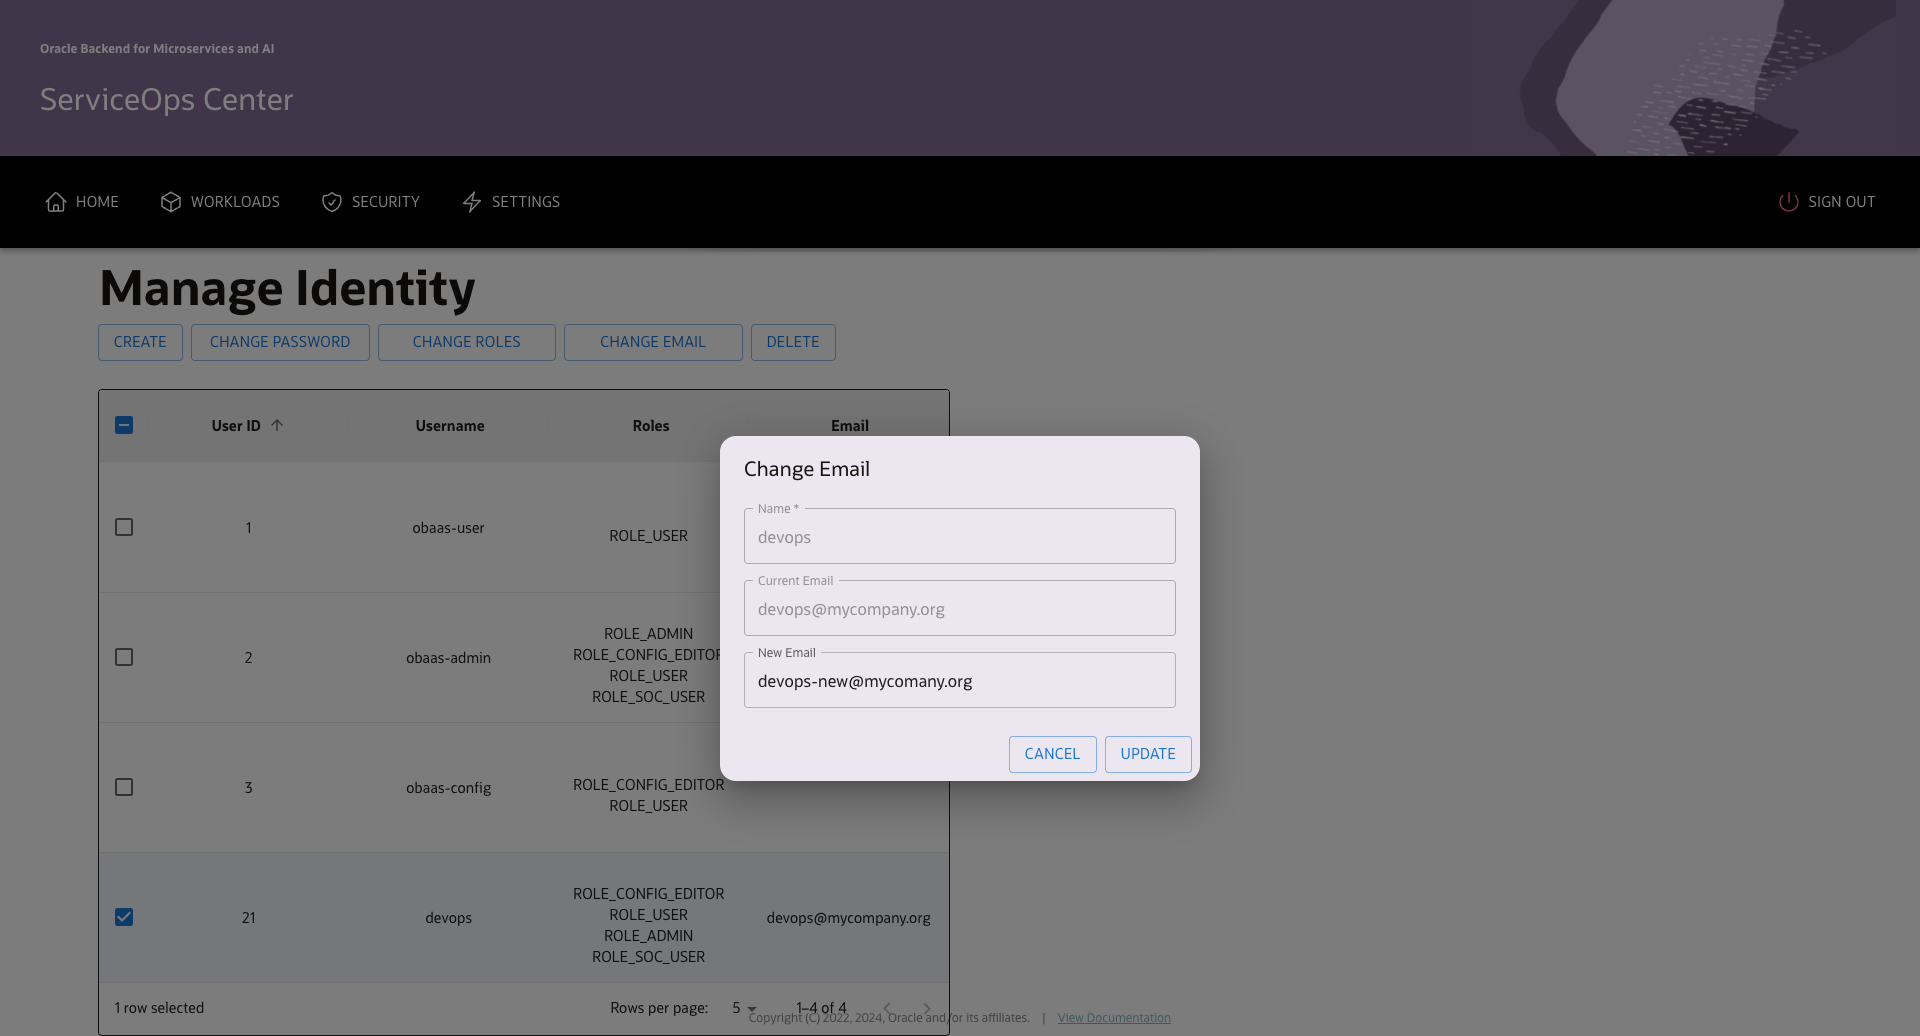 Oracle Backend for Microservices and AI
ServiceOps Center
HOME WORKLOADS SECURITY SETTINGS SIGN OUT
Manage Identity
CREATE CHANGE PASSWORD CHANGE ROLES CHANGE EMAIL DELETE
User ID Username Roles Email
1 obaas-user ROLE_USER
2 obaas-admin
ROLE_ADMIN
ROLE_CONFIG_EDITOR
ROLE_USER
ROLE_SOC_USER
3 obaas-config
ROLE_CONFIG_EDITOR
ROLE_USER
21 devops
ROLE_CONFIG_EDITOR
ROLE_USER
ROLE_ADMIN
ROLE_SOC_USER
devops@mycompany.org
1 row selected Rows per page: 5 1–4 of 4
Change Email
Name *
devops
Current Email
devops@mycompany.org
New Email
devops-new@mycomany.org
CANCEL UPDATE
Copyright (C) 2022, 2024, Oracle and/or its affiliates. | View Documentation